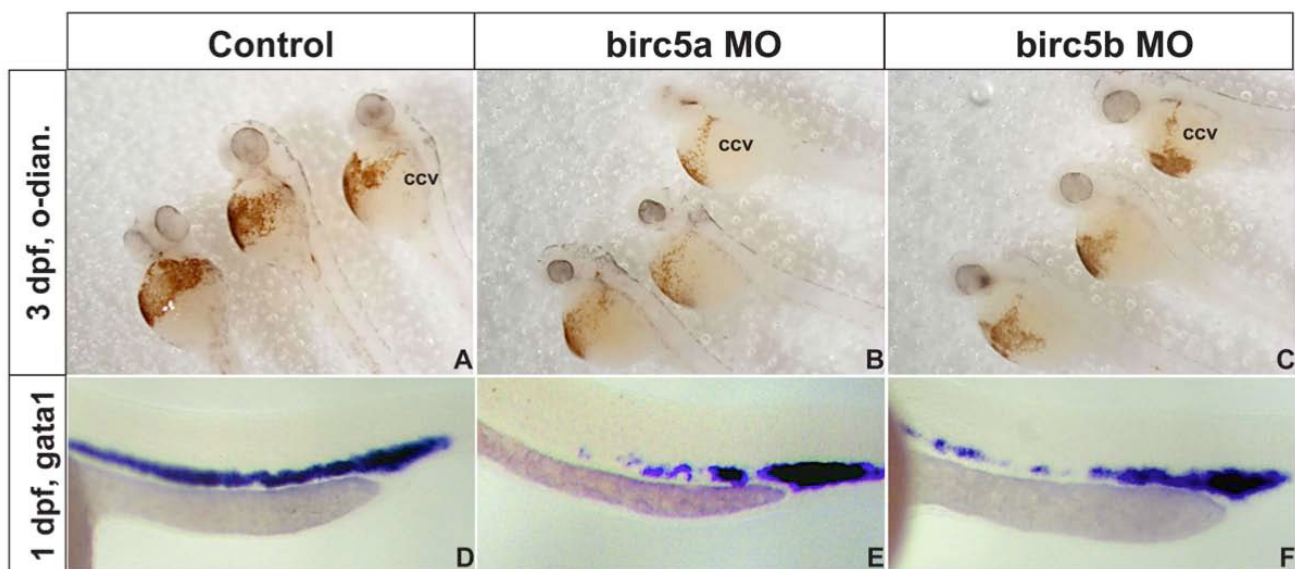 Control
birc5a MO
birc5b MO
3 dpf, o-dian.
ccv
A
ccv
B
ccv
C
1 dpf, gata1
D
E
F